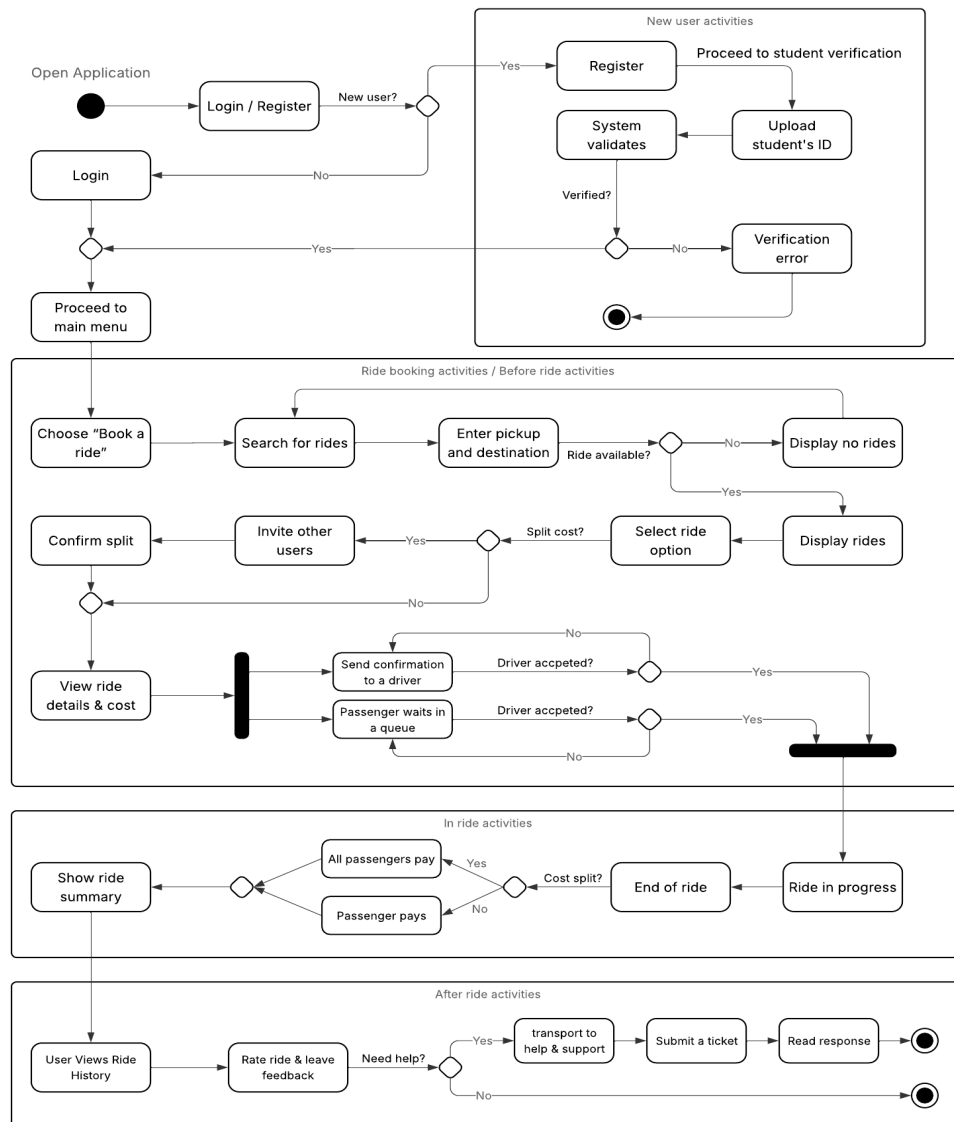 New user activities
Open Application
Login / Register
New user?
Yes
Register
Proceed to student verification
System
validates
Upload
student's ID
Login
No
Verified?
Yes
No
Verification
error
Proceed to
main menu
Ride booking activities / Before ride activities
Choose “Book a
ride”
Search for rides
Enter pickup
and destination
Ride available?
No
Display no rides
Yes
Confirm split
Invite other
users
Yes
Split cost?
Select ride
option
Display rides
No
No
View ride
details & cost
Send confirmation
to a driver
Driver accpeted?
Yes
Passenger waits in
a queue
Driver accpeted?
Yes
No
In ride activities
Show ride
summary
All passengers pay
Yes
Passenger pays
No
Cost split?
End of ride
Ride in progress
After ride activities
User Views Ride
History
Rate ride & leave
feedback
Need help?
Yes
transport to
help & support
Submit a ticket
Read response
No